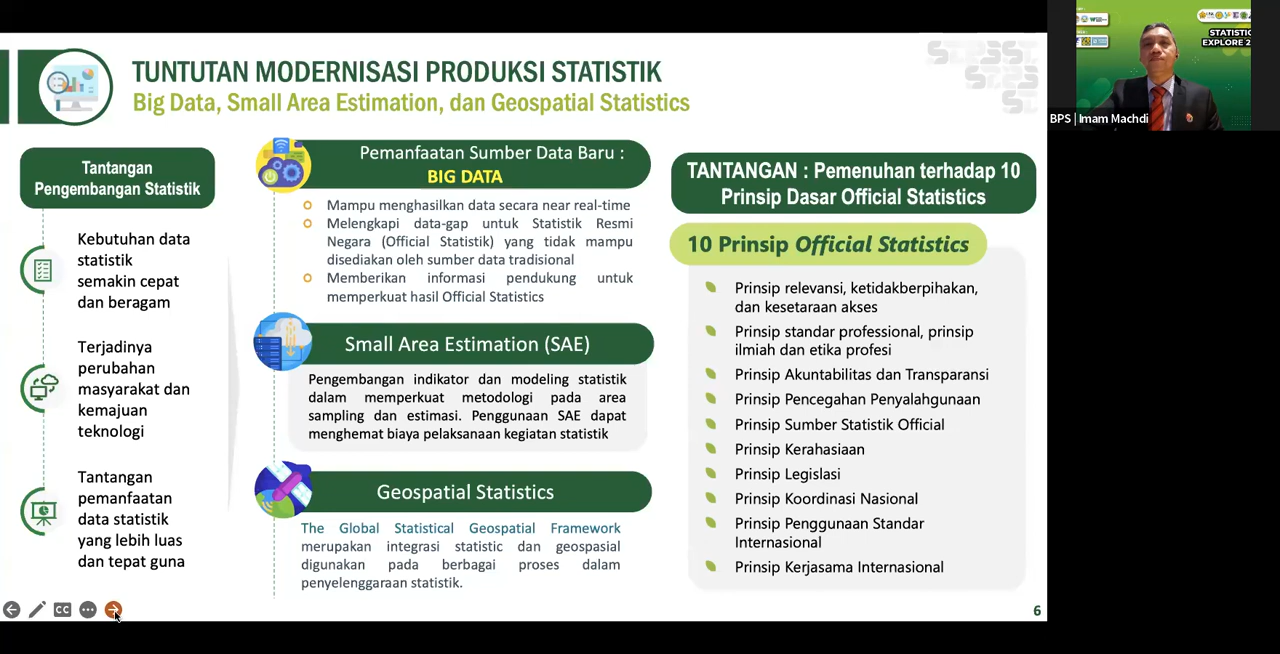 TUNTUTAN MODERNISASI PRODUKSI STATISTIK
Big Data, Small Area Estimation, dan Geospatial Statistics
Tantangan
Pengembangan Statistik
Kebutuhan data
statistik
semakin cepat
dan beragam
Terjadinya
perubahan
masyarakat dan
kemajuan
teknologi
Tantangan
pemanfaatan
data statistik
yang lebih luas
dan tepat guna
Pemanfaatan Sumber Data Baru :
BIG DATA
Mampu menghasilkan data secara near real-time
Melengkapi data-gap untuk Statistik Resmi
Negara (Official Statistik) yang tidak mampu
disediakan oleh sumber data tradisional
Memberikan informasi pendukung untuk
memperkuat hasil Official Statistics
Small Area Estimation (SAE)
Pengembangan indikator dan modeling statistik
dalam memperkuat metodologi pada area
sampling dan estimasi. Penggunaan SAE dapat
menghemat biaya pelaksanaan kegiatan statistik
Geospatial Statistics
The Global Statistical Geospatial Framework
merupakan integrasi statistic dan geospasial
digunakan pada berbagai proses dalam
penyelenggaraan statistik.
TANTANGAN : Pemenuhan terhadap 10
Prinsip Dasar Official Statistics
10 Prinsip Official Statistics
Prinsip relevansi, ketidakberpihakan,
dan kesetaraan akses
Prinsip standar professional, prinsip
ilmiah dan etika profesi
Prinsip Akuntabilitas dan Transparansi
Prinsip Pencegahan Penyalahgunaan
Prinsip Sumber Statistik Official
Prinsip Kerahasiaan
Prinsip Legislasi
Prinsip Koordinasi Nasional
Prinsip Penggunaan Standar
Internasional
Prinsip Kerjasama Internasional
CC
6
STATISTIC
EXPLORE 2
BPS | Imam Machdi